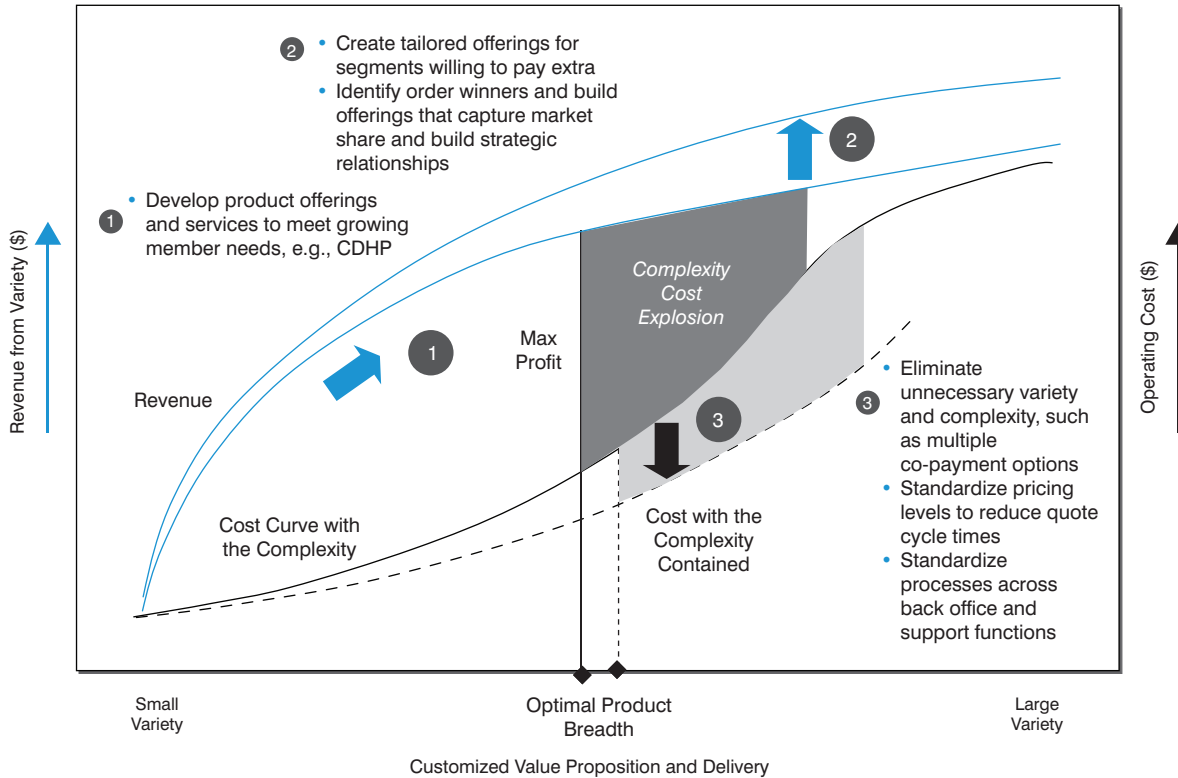 2
• Create tailored offerings for
segments willing to pay extra
• Identify order winners and build
offerings that capture market
share and build strategic
relationships
1
• Develop product offerings
and services to meet growing
member needs, e.g., CDHP
2
Revenue from Variety ($)
Operating Cost ($)
Complexity
Cost
Explosion
Max
Profit
1
Revenue
3
3
• Eliminate
unnecessary variety
and complexity, such
as multiple
co-payment options
• Standardize pricing
levels to reduce quote
cycle times
• Standardize
processes across
back office and
support functions
Cost Curve with
the Complexity
Cost with the
Complexity
Contained
Small
Variety
Optimal Product
Breadth
Large
Variety
Customized Value Proposition and Delivery